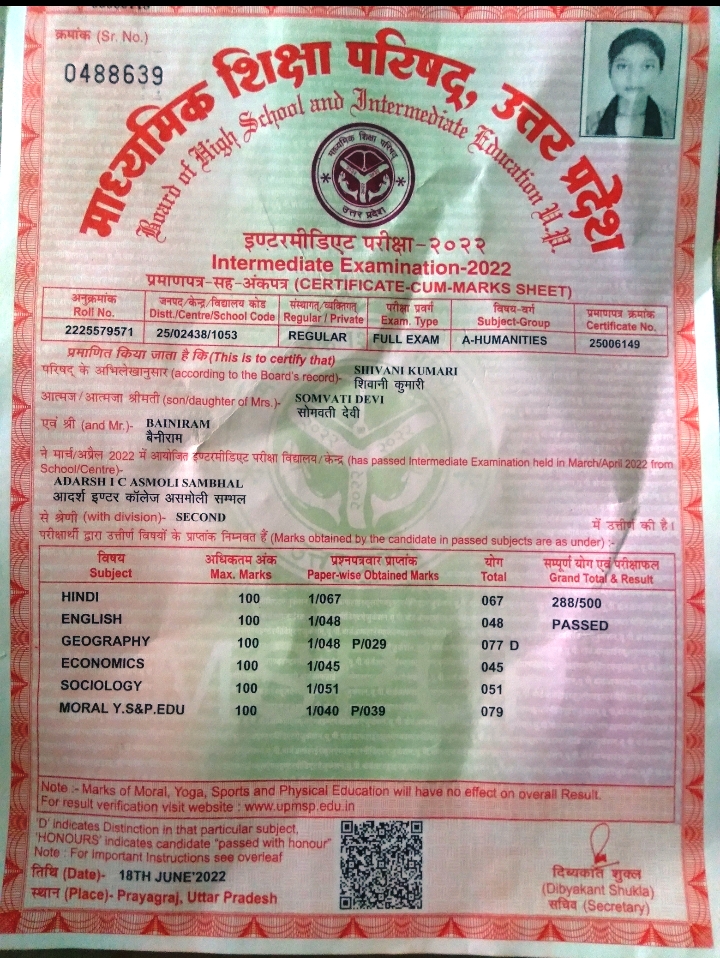 क्रमांक (Sr. No.)
0488639
माध्यमिक शिक्षा परिषद्, उत्तर प्रदेश
Board of High School and Intermediate Education U.P.
माध्यमिक शिक्षा परिषद
उत्तर प्रदेश
इण्टरमीडिएट परीक्षा-२०२२
Intermediate Examination-2022
प्रमाणपत्र-सह-अंकपत्र (CERTIFICATE-CUM-MARKS SHEET)
अनुक्रमांक जनपद/केन्द्र/विद्यालय कोड संस्थागत/व्यक्तिगत परीक्षा प्रवर्ग विषय-वर्ग प्रमाणपत्र क्रमांक
Roll No. Distt./Centre/School Code Regular / Private Exam. Type Subject-Group Certificate No.
2225579571 25/02438/1053 REGULAR FULL EXAM A-HUMANITIES 25006149
प्रमाणित किया जाता है कि (This is to certify that)
परिषद् के अभिलेखानुसार (according to the Board's record)- SHIVANI KUMARI
शिवानी कुमारी
आत्मज/आत्मजा श्रीमती (son/daughter of Mrs.)- SOMVATI DEVI
सोमवती देवी
एवं श्री (and Mr.)- BAINIRAM
बैनीराम
ने मार्च/अप्रैल 2022 में आयोजित इण्टरमीडिएट परीक्षा विद्यालय/केन्द्र (has passed Intermediate Examination held in March/April 2022 from
School/Centre)-
ADARSH I C ASMOLI SAMBHAL
आदर्श इण्टर कॉलेज असमोली सम्भल
से श्रेणी (with division)- SECOND में उत्तीर्ण की है।
परीक्षार्थी द्वारा उत्तीर्ण विषयों के प्राप्तांक निम्नवत हैं (Marks obtained by the candidate in passed subjects are as under) :-
विषय अधिकतम अंक प्रश्नपत्रवार प्राप्तांक योग सम्पूर्ण योग एवं परीक्षाफल
Subject Max. Marks Paper-wise Obtained Marks Total Grand Total & Result
HINDI 100 1/067 067 288/500
ENGLISH 100 1/048 048 PASSED
GEOGRAPHY 100 1/048 P/029 077 D
ECONOMICS 100 1/045 045
SOCIOLOGY 100 1/051 051
MORAL Y.S&P.EDU 100 1/040 P/039 079
Note :- Marks of Moral, Yoga, Sports and Physical Education will have no effect on overall Result.
For result verification visit website : www.upmsp.edu.in
'D' indicates Distinction in that particular subject,
'HONOURS' indicates candidate "passed with honour"
Note : For Important Instructions see overleaf
तिथि (Date)- 18TH JUNE'2022
स्थान (Place)- Prayagraj, Uttar Pradesh
दिब्यकांत शुक्ल
(Dibyakant Shukla)
सचिव (Secretary)